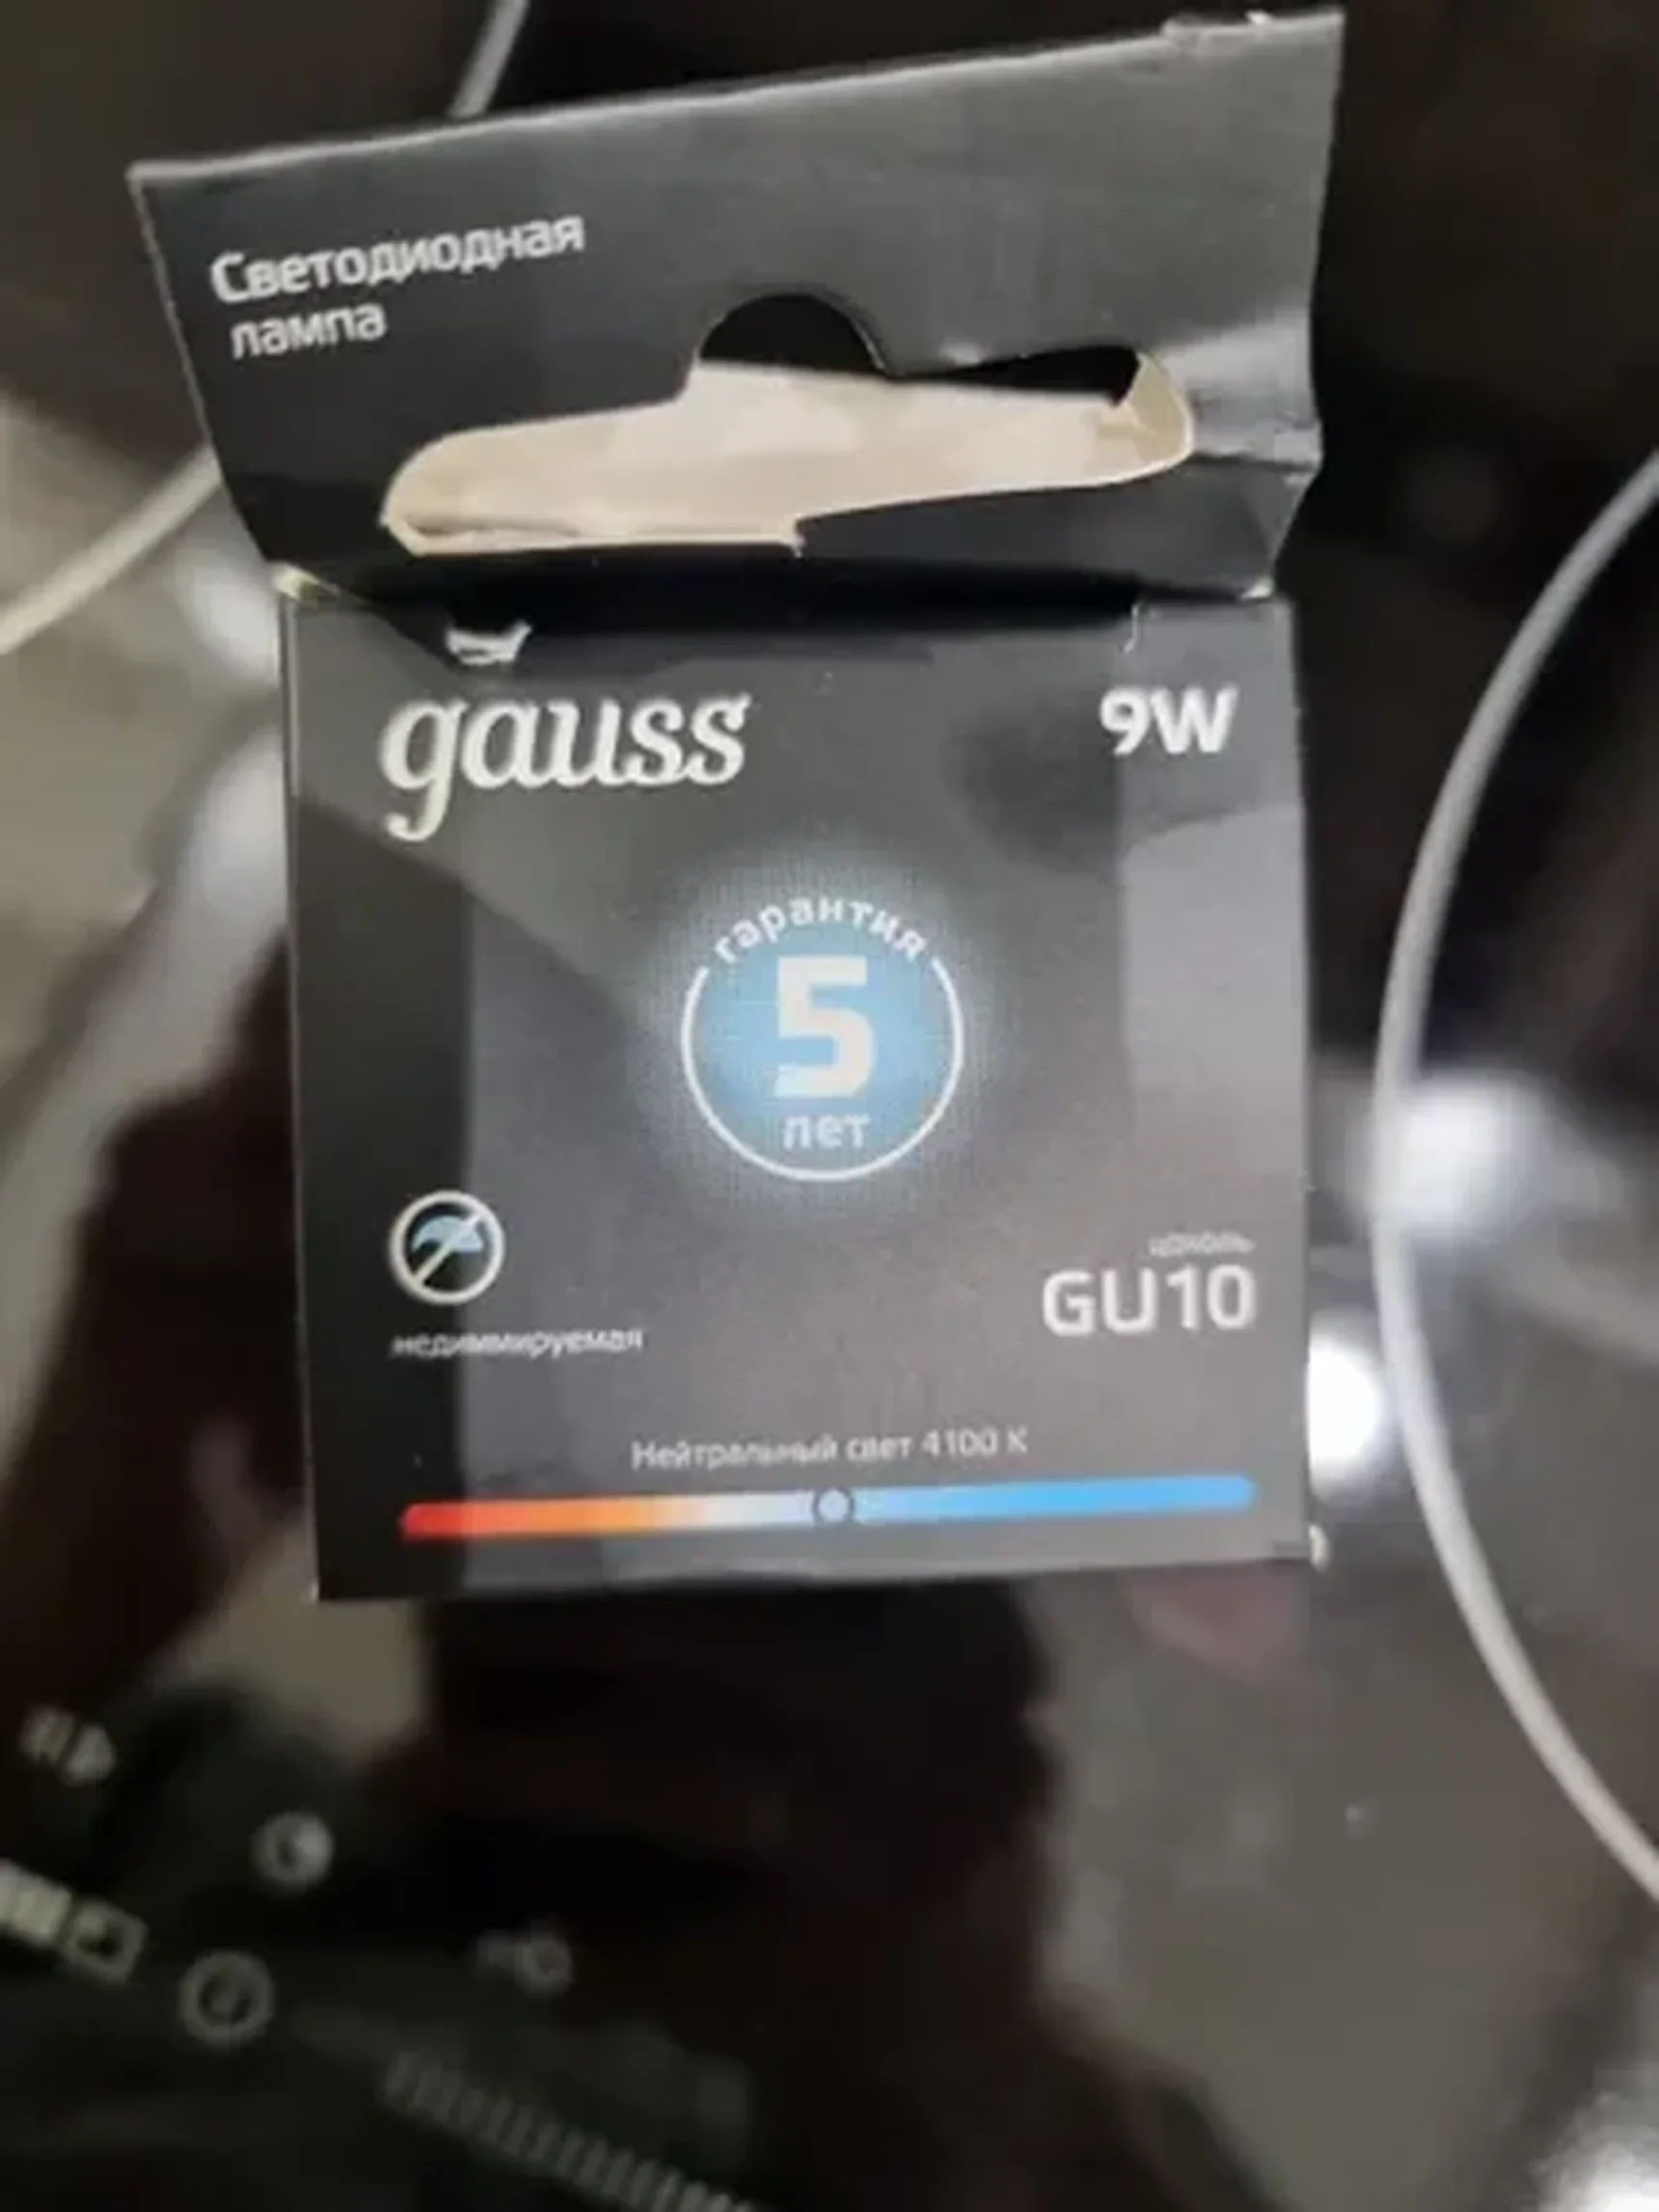 Светодиодная
лампа
gauss
9W
гарантия
5
лет
недиммируемая
цоколь
GU10
Нейтральный свет 4100 К